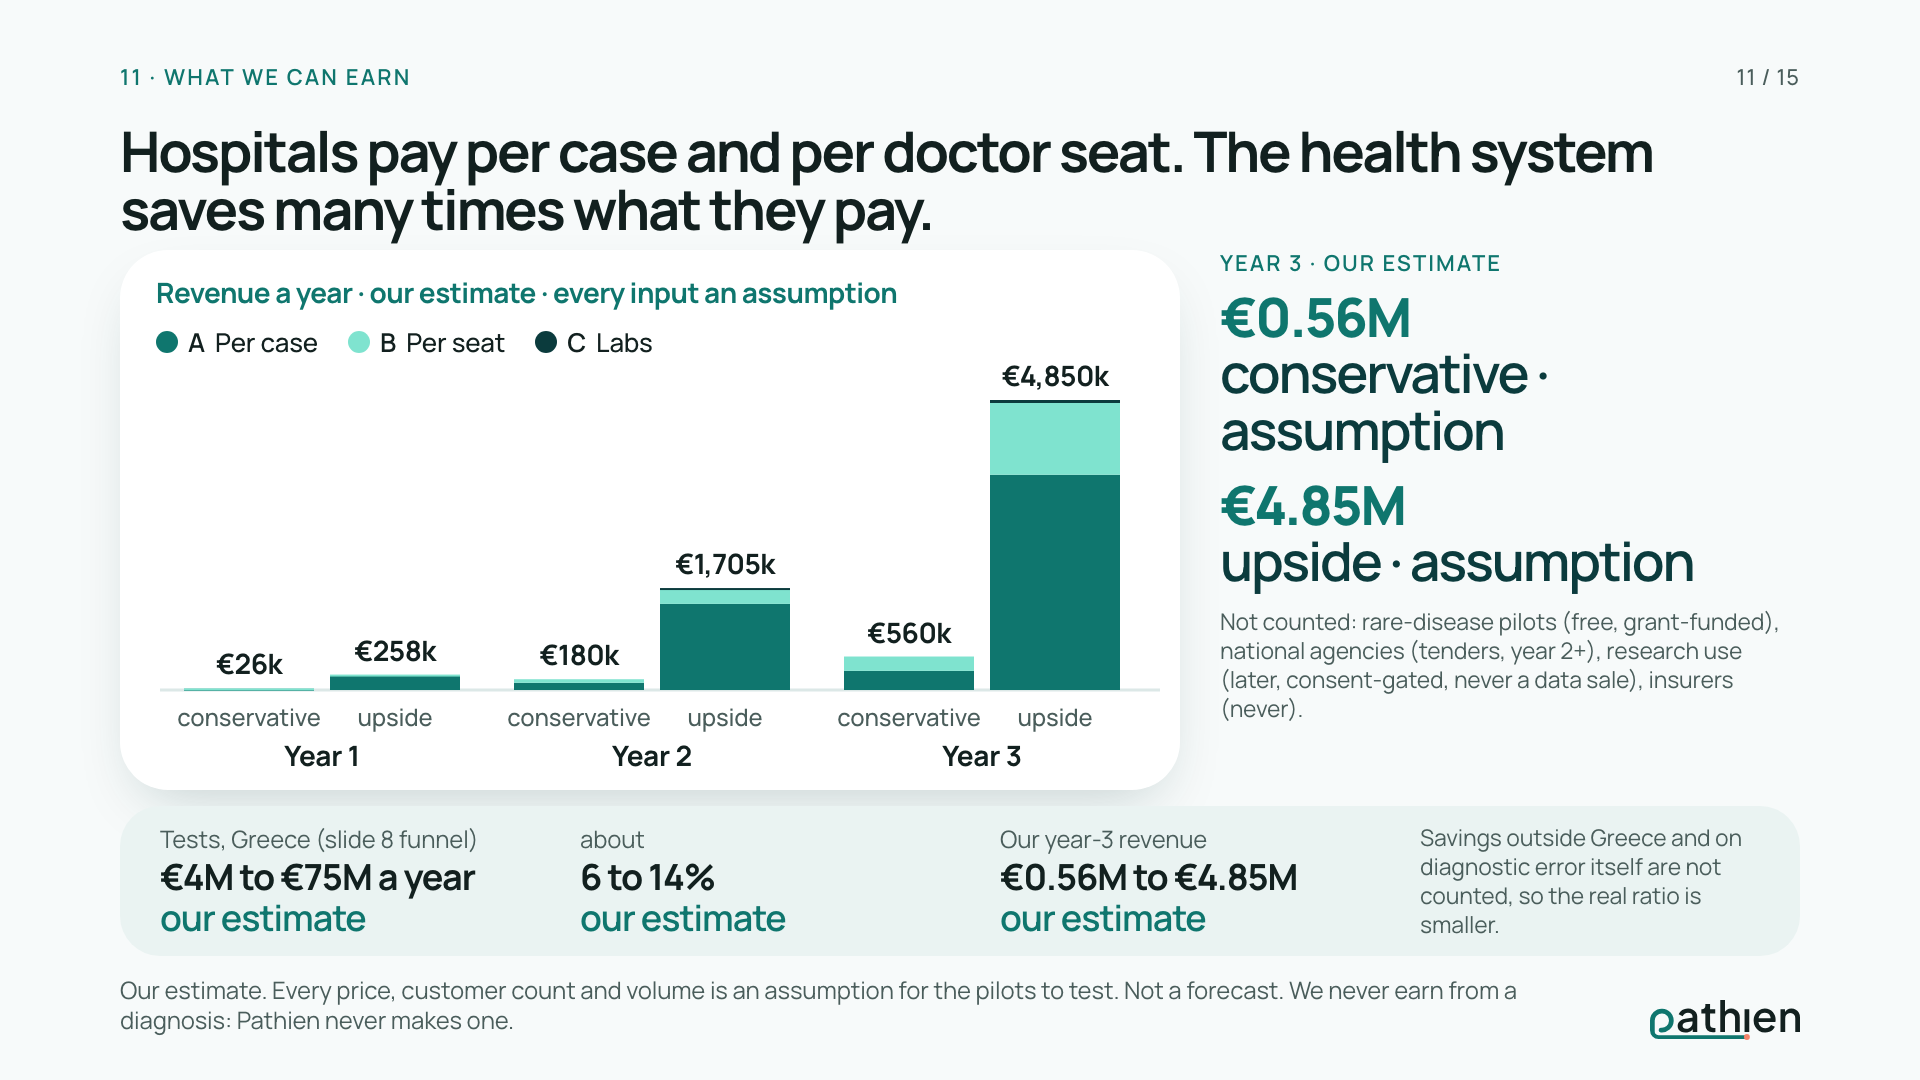 11 · WHAT WE CAN EARN
11 / 15
Hospitals pay per case and per doctor seat. The health system
saves many times what they pay.
Revenue a year · our estimate · every input an assumption
A Per case B Per seat C Labs
€26k
€258k
€180k
€1,705k
€560k
€4,850k
conservative upside conservative upside conservative upside
Year 1 Year 2 Year 3
YEAR 3 · OUR ESTIMATE
€0.56M
conservative ·
assumption
€4.85M
upside · assumption
Not counted: rare-disease pilots (free, grant-funded),
national agencies (tenders, year 2+), research use
(later, consent-gated, never a data sale), insurers
(never).
Tests, Greece (slide 8 funnel)
€4M to €75M a year
our estimate
about
6 to 14%
our estimate
Our year-3 revenue
€0.56M to €4.85M
our estimate
Savings outside Greece and on
diagnostic error itself are not
counted, so the real ratio is
smaller.
Our estimate. Every price, customer count and volume is an assumption for the pilots to test. Not a forecast. We never earn from a
diagnosis: Pathien never makes one.
pathien